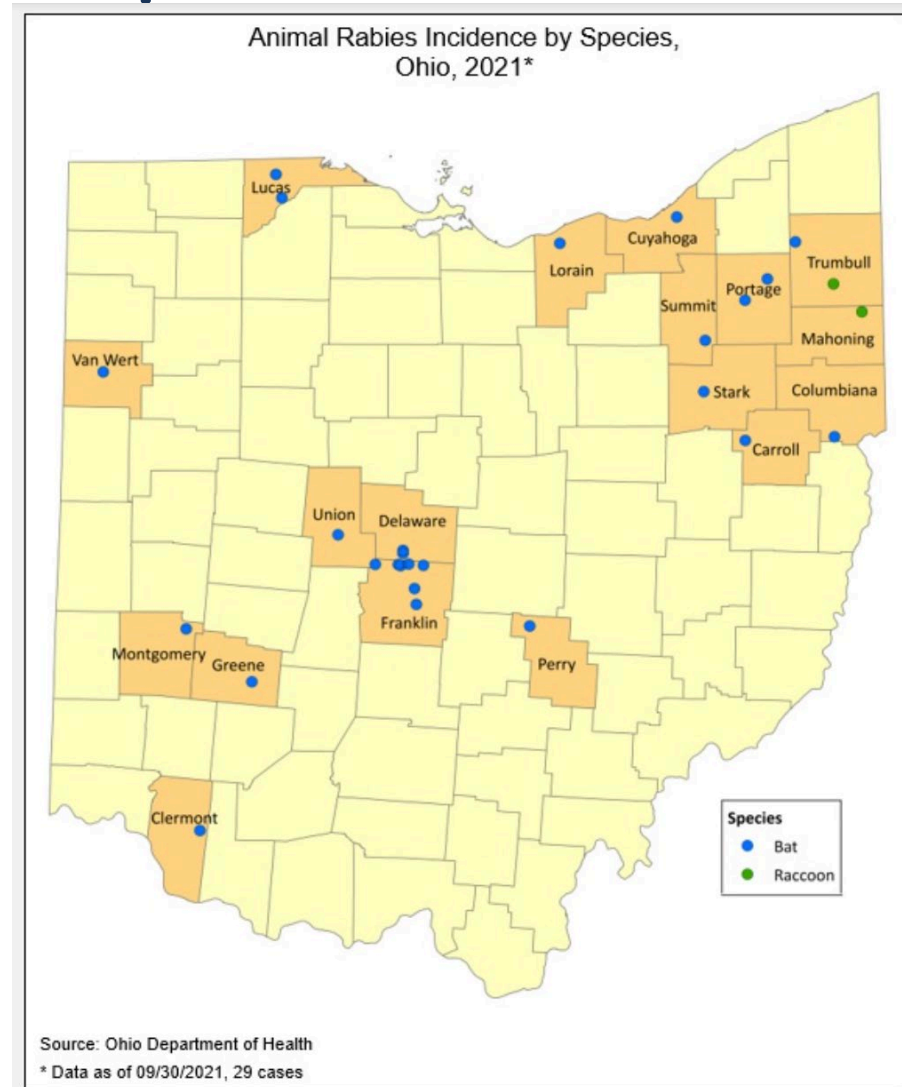 Animal Rabies Incidence by Species,
Ohio, 2021*
Lucas
Cuyahoga
Lorain
Trumbull
Portage
Summit
Mahoning
Van Wert
Stark
Columbiana
Carroll
Union
Delaware
Franklin
Montgomery
Greene
Perry
Clermont
Species
Bat
Raccoon
Source: Ohio Department of Health
* Data as of 09/30/2021, 29 cases